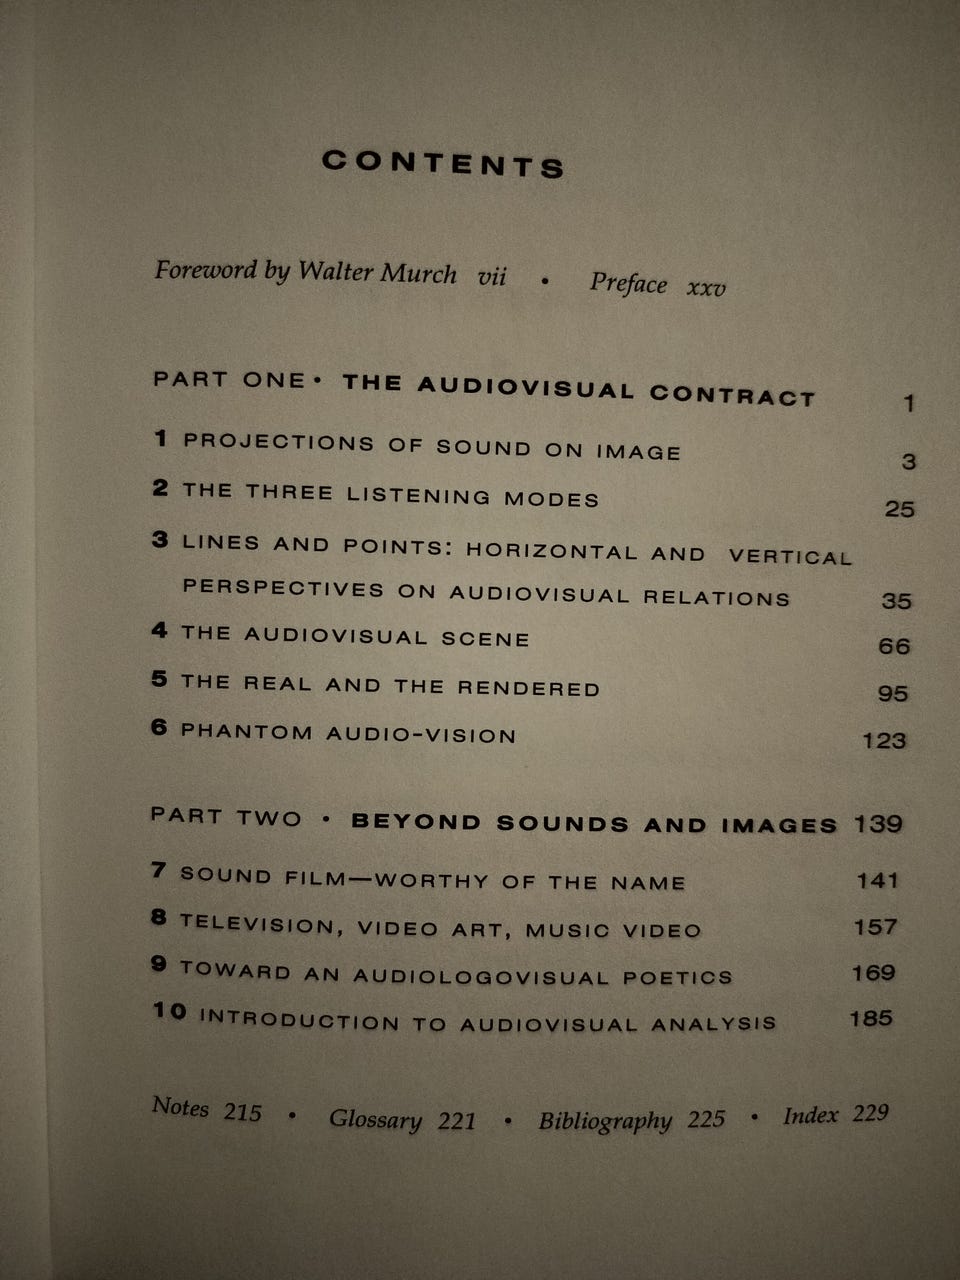 CONTENTS
Foreword by Walter Murch vii • Preface xxv
PART ONE • THE AUDIOVISUAL CONTRACT 1
1 PROJECTIONS OF SOUND ON IMAGE 3
2 THE THREE LISTENING MODES 25
3 LINES AND POINTS: HORIZONTAL AND VERTICAL
PERSPECTIVES ON AUDIOVISUAL RELATIONS 35
4 THE AUDIOVISUAL SCENE 66
5 THE REAL AND THE RENDERED 95
6 PHANTOM AUDIO-VISION 123
PART TWO • BEYOND SOUNDS AND IMAGES 139
7 SOUND FILM—WORTHY OF THE NAME 141
8 TELEVISION, VIDEO ART, MUSIC VIDEO 157
9 TOWARD AN AUDIOLOGOVISUAL POETICS 169
10 INTRODUCTION TO AUDIOVISUAL ANALYSIS 185
Notes 215 • Glossary 221 • Bibliography 225 • Index 229